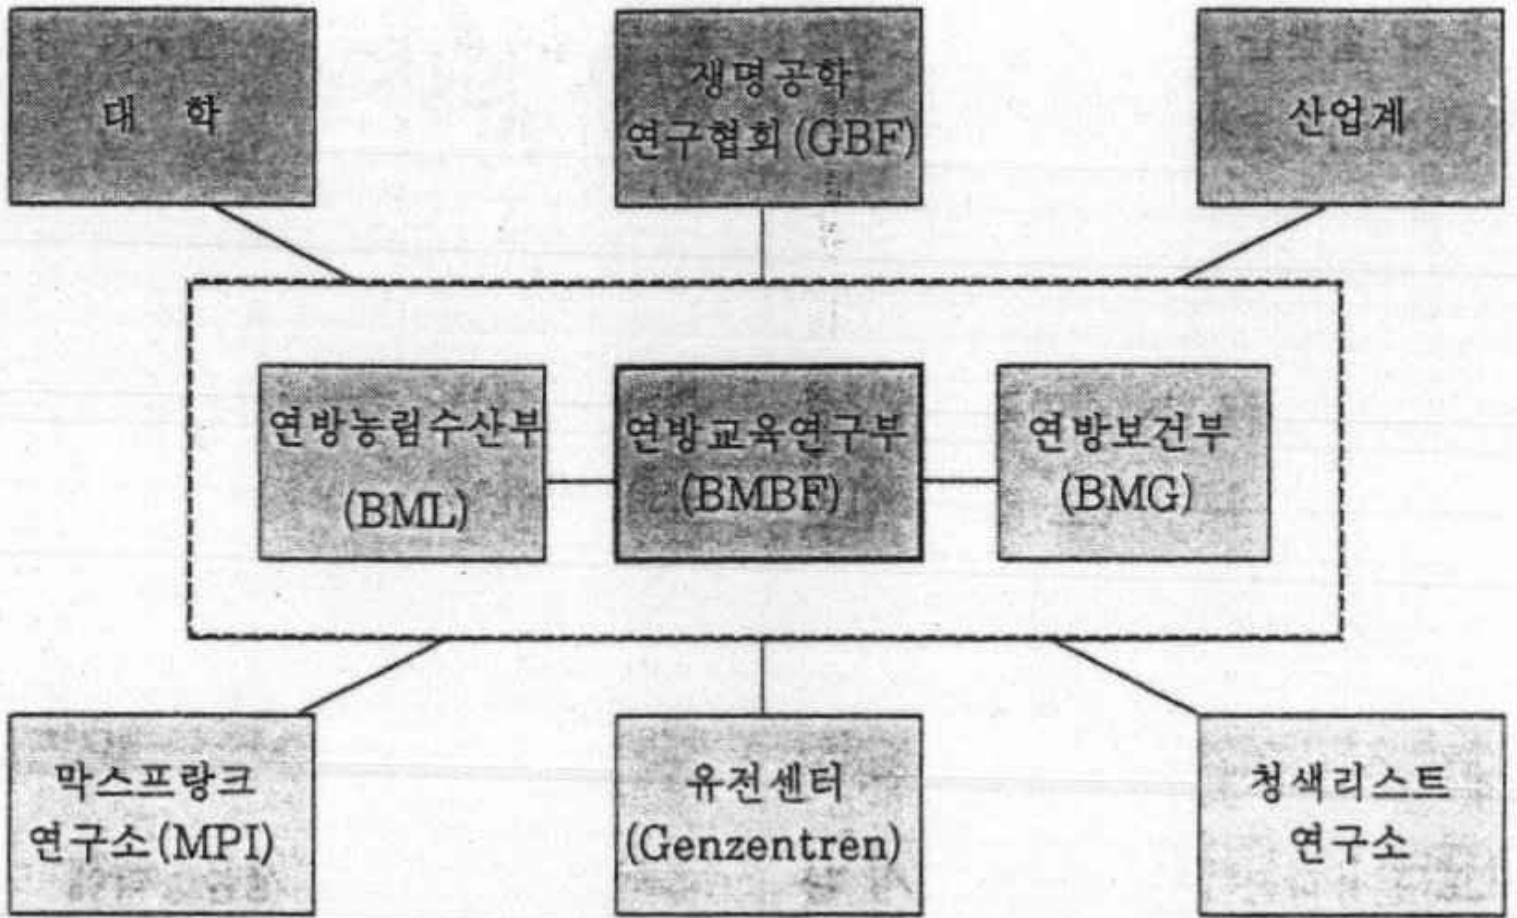 대 학
생명공학
연구협회(GBF)
산업계
연방농림수산부
(BML)
연방교육연구부
(BMBF)
연방보건부
(BMG)
막스프랑크
연구소(MPI)
유전센터
(Genzentren)
청색리스트
연구소